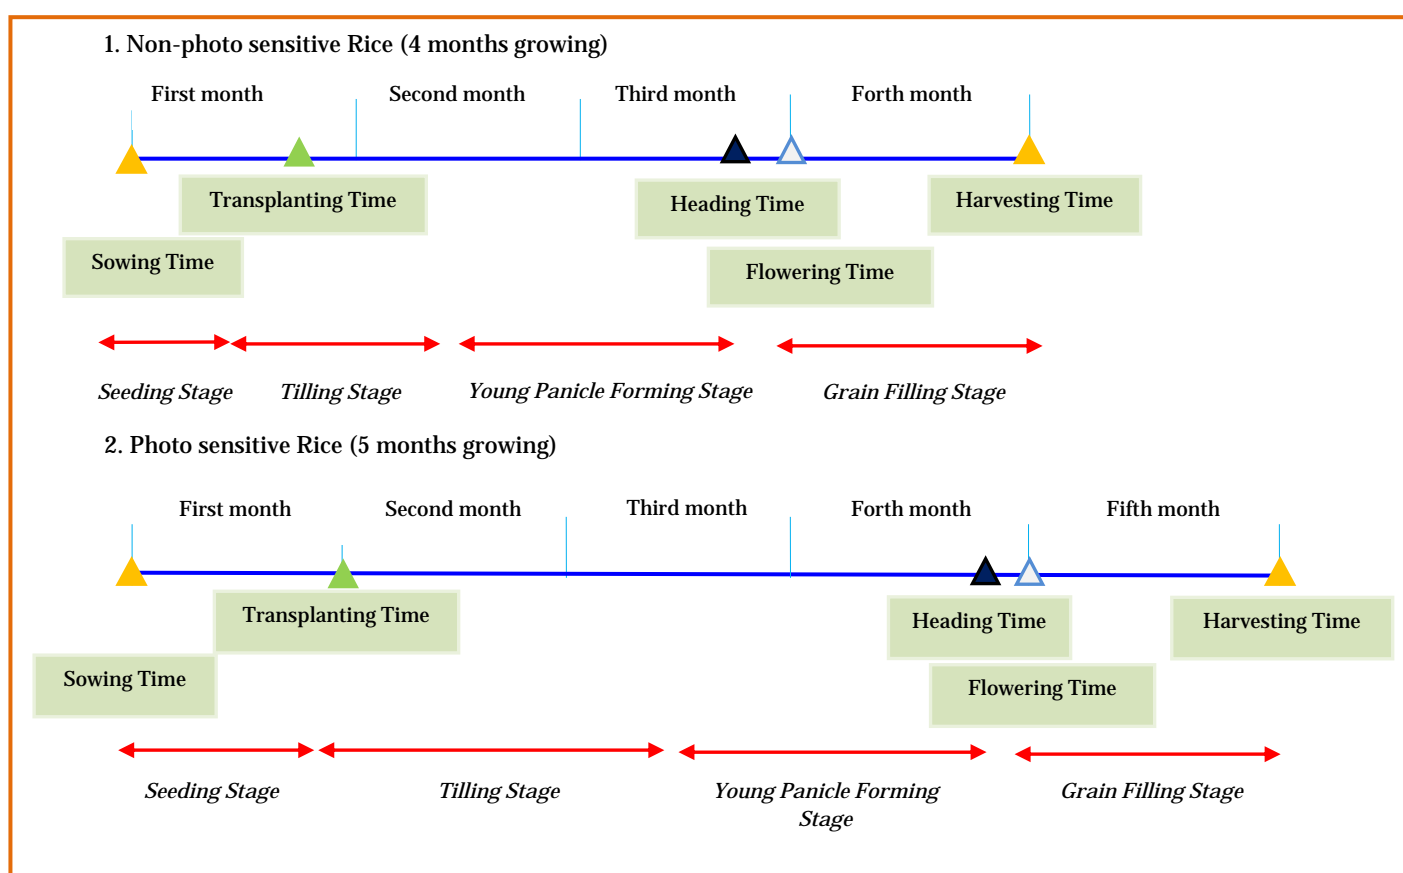 1. Non-photo sensitive Rice (4 months growing)
First month
Second month
Third month
Forth month
Transplanting Time
Heading Time
Harvesting Time
Sowing Time
Flowering Time
Seeding Stage
Tilling Stage
Young Panicle Forming Stage
Grain Filling Stage
2. Photo sensitive Rice (5 months growing)
First month
Second month
Third month
Forth month
Fifth month
Transplanting Time
Heading Time
Harvesting Time
Sowing Time
Flowering Time
Seeding Stage
Tilling Stage
Young Panicle Forming
Stage
Grain Filling Stage